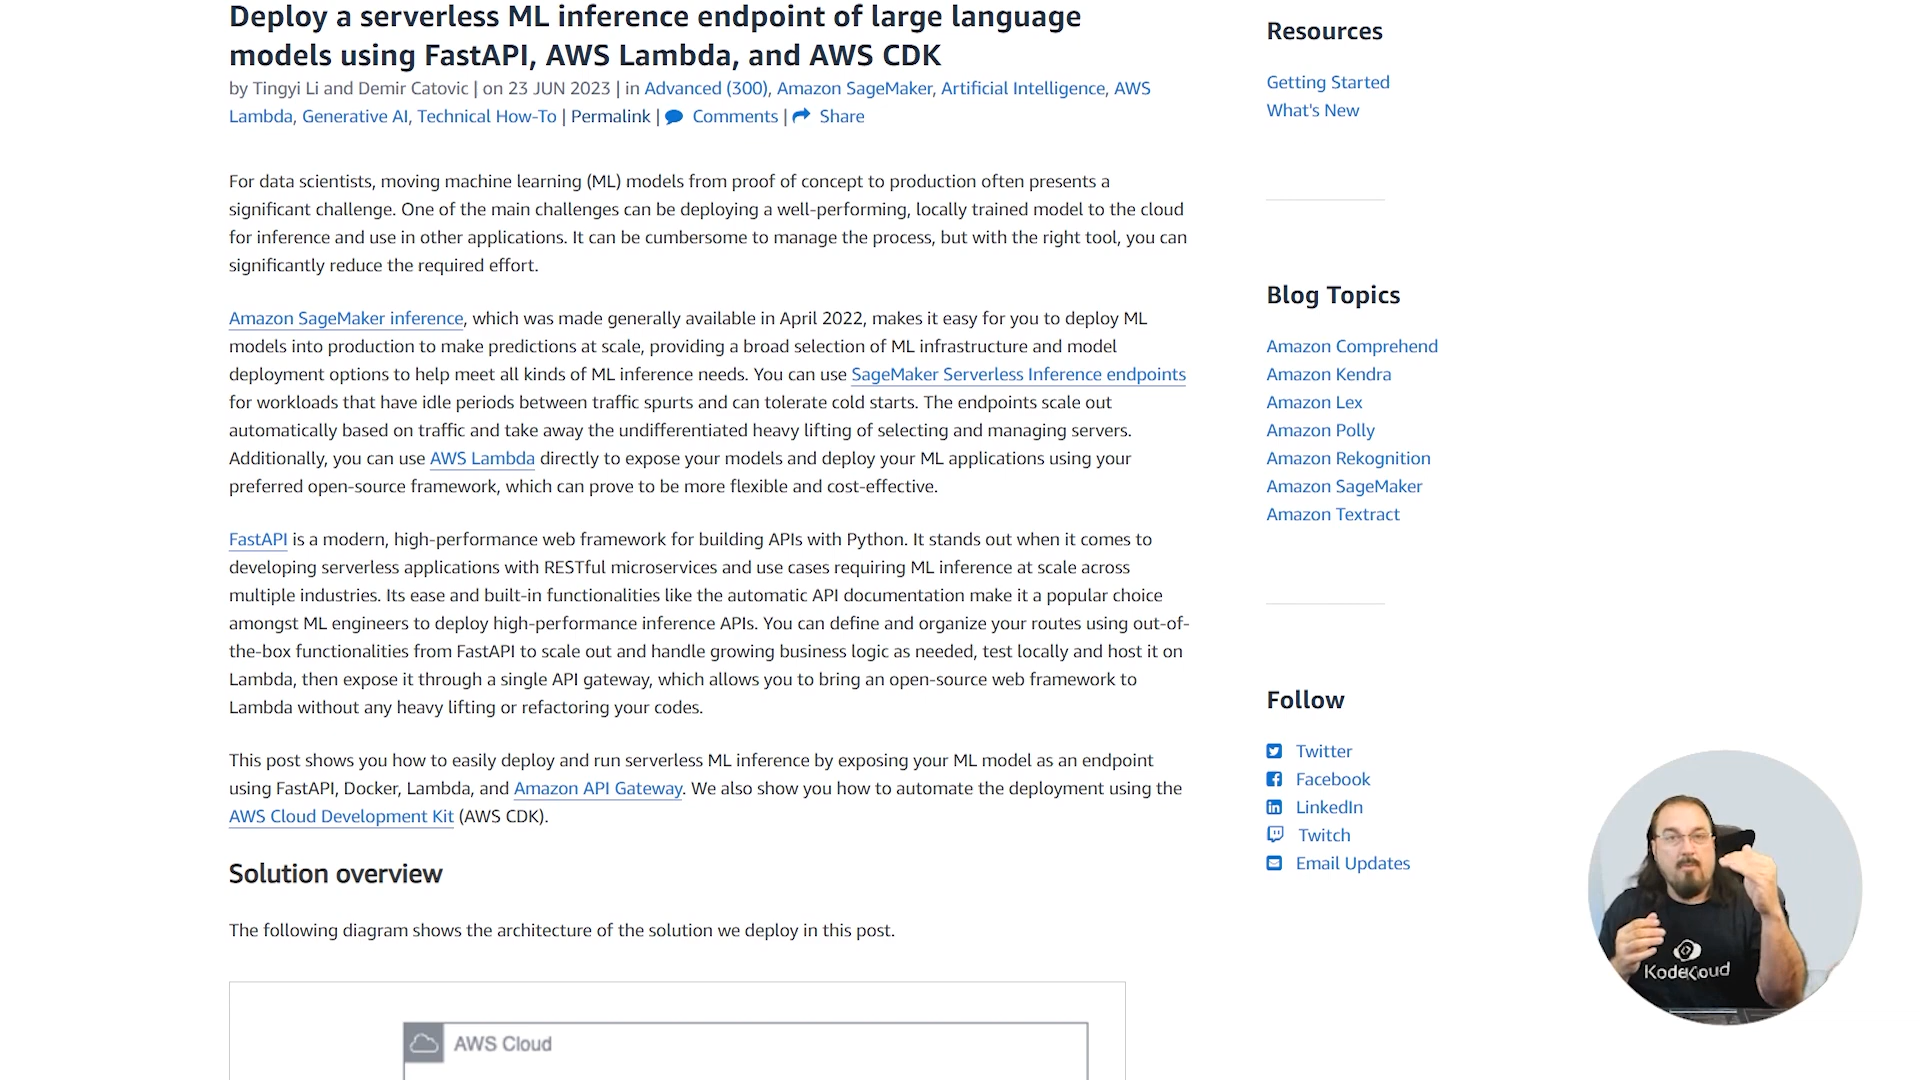 Deploy a serverless ML inference endpoint of large language
models using FastAPI, AWS Lambda, and AWS CDK
by Tingyi Li and Demir Catovic | on 23 JUN 2023 | in Advanced (300), Amazon SageMaker, Artificial Intelligence, AWS
Lambda, Generative AI, Technical How-To | Permalink | Comments | Share
For data scientists, moving machine learning (ML) models from proof of concept to production often presents a
significant challenge. One of the main challenges can be deploying a well-performing, locally trained model to the cloud
for inference and use in other applications. It can be cumbersome to manage the process, but with the right tool, you can
significantly reduce the required effort.
Amazon SageMaker inference, which was made generally available in April 2022, makes it easy for you to deploy ML
models into production to make predictions at scale, providing a broad selection of ML infrastructure and model
deployment options to help meet all kinds of ML inference needs. You can use SageMaker Serverless Inference endpoints
for workloads that have idle periods between traffic spurts and can tolerate cold starts. The endpoints scale out
automatically based on traffic and take away the undifferentiated heavy lifting of selecting and managing servers.
Additionally, you can use AWS Lambda directly to expose your models and deploy your ML applications using your
preferred open-source framework, which can prove to be more flexible and cost-effective.
FastAPI is a modern, high-performance web framework for building APIs with Python. It stands out when it comes to
developing serverless applications with RESTful microservices and use cases requiring ML inference at scale across
multiple industries. Its ease and built-in functionalities like the automatic API documentation make it a popular choice
amongst ML engineers to deploy high-performance inference APIs. You can define and organize your routes using out-of-
the-box functionalities from FastAPI to scale out and handle growing business logic as needed, test locally and host it on
Lambda, then expose it through a single API gateway, which allows you to bring an open-source web framework to
Lambda without any heavy lifting or refactoring your codes.
This post shows you how to easily deploy and run serverless ML inference by exposing your ML model as an endpoint
using FastAPI, Docker, Lambda, and Amazon API Gateway. We also show you how to automate the deployment using the
AWS Cloud Development Kit (AWS CDK).
Solution overview
The following diagram shows the architecture of the solution we deploy in this post.
AWS Cloud
Resources
Getting Started
What's New
Blog Topics
Amazon Comprehend
Amazon Kendra
Amazon Lex
Amazon Polly
Amazon Rekognition
Amazon SageMaker
Amazon Textract
Follow
Twitter
Facebook
LinkedIn
Twitch
Email Updates
KodeKloud